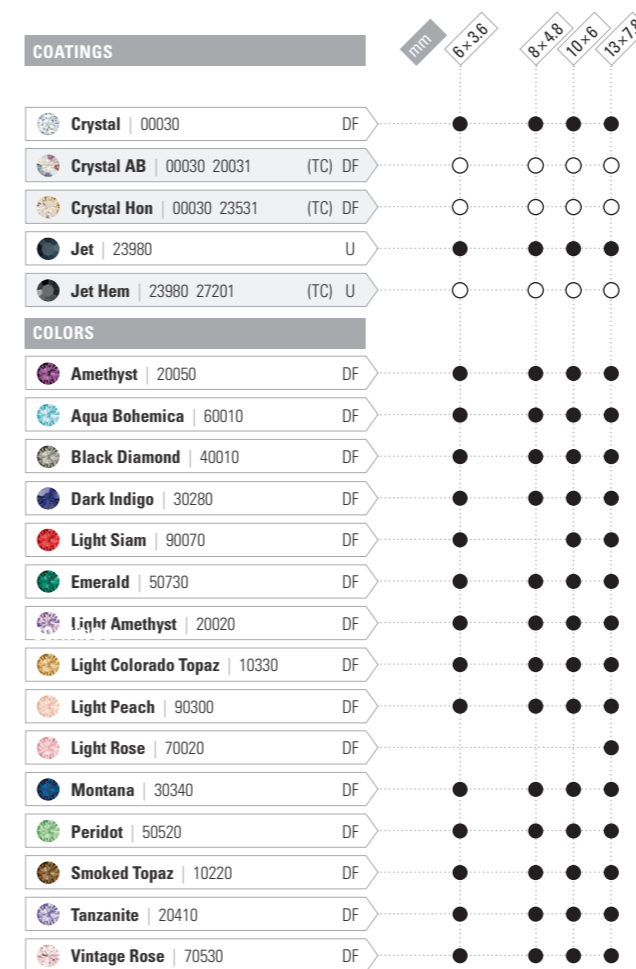 COATINGS
mm 6×3.6 8×4.8 10×6 13×7.8
Crystal | 00030 DF
Crystal AB | 00030 20031 (TC) DF
Crystal Hon | 00030 23531 (TC) DF
Jet | 23980 U
Jet Hem | 23980 27201 (TC) U
COLORS
Amethyst | 20050 DF
Aqua Bohemica | 60010 DF
Black Diamond | 40010 DF
Dark Indigo | 30280 DF
Light Siam | 90070 DF
Emerald | 50730 DF
Light Amethyst | 20020 DF
Light Colorado Topaz | 10330 DF
Light Peach | 90300 DF
Light Rose | 70020 DF
Montana | 30340 DF
Peridot | 50520 DF
Smoked Topaz | 10220 DF
Tanzanite | 20410 DF
Vintage Rose | 70530 DF